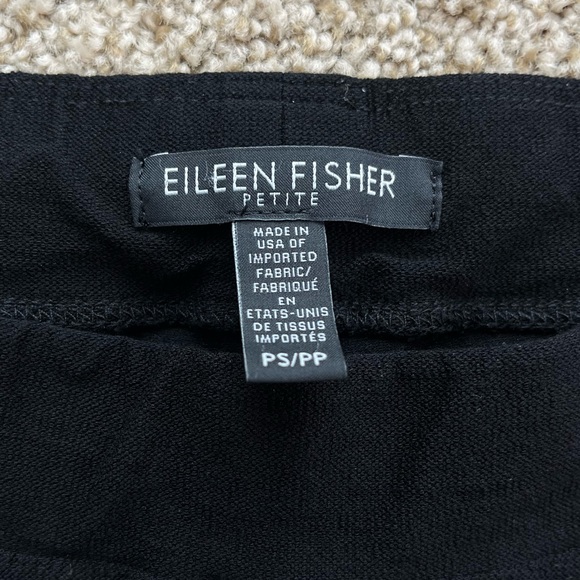 EILEEN FISHER
PETITE
MADE IN
USA OF
IMPORTED
FABRIC/
FABRIQUÉ
EN
ETATS-UNIS
DE TISSUS
IMPORTÉS
PS/PP